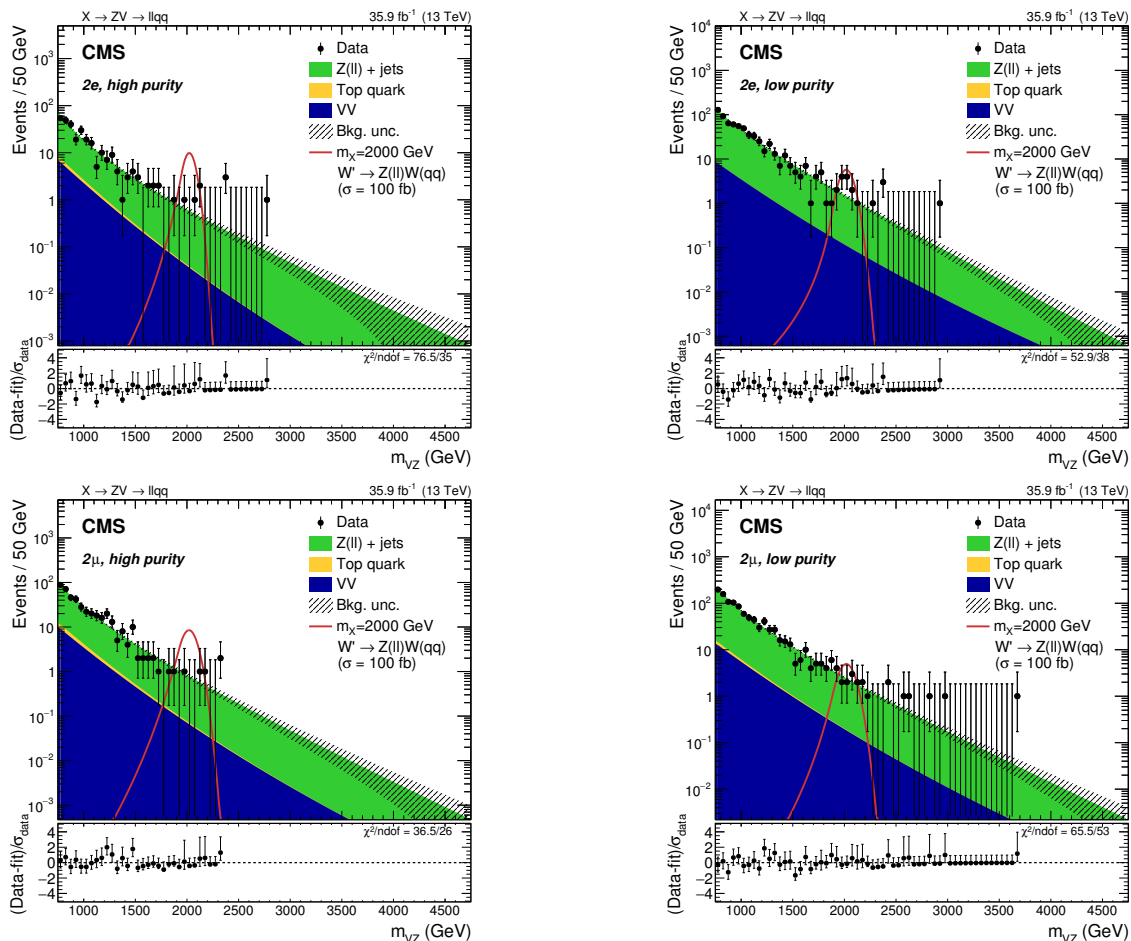 X → ZV → llqq 35.9 fb⁻¹ (13 TeV)
CMS
2e, high purity
Data
Z(ll) + jets
Top quark
VV
Bkg. unc.
m_X=2000 GeV
W' → Z(ll)W(qq)
(σ = 100 fb)
Events / 50 GeV
10³
10²
10
1
10⁻¹
10⁻²
10⁻³
χ²/ndof = 76.5/35
(Data-fit)/σ_data
4
2
0
−2
−4
1000 1500 2000 2500 3000 3500 4000 4500
m_VZ (GeV)
X → ZV → llqq 35.9 fb⁻¹ (13 TeV)
CMS
2e, low purity
Data
Z(ll) + jets
Top quark
VV
Bkg. unc.
m_X=2000 GeV
W' → Z(ll)W(qq)
(σ = 100 fb)
Events / 50 GeV
10⁴
10³
10²
10
1
10⁻¹
10⁻²
10⁻³
χ²/ndof = 52.9/38
(Data-fit)/σ_data
4
2
0
−2
−4
1000 1500 2000 2500 3000 3500 4000 4500
m_VZ (GeV)
X → ZV → llqq 35.9 fb⁻¹ (13 TeV)
CMS
2μ, high purity
Data
Z(ll) + jets
Top quark
VV
Bkg. unc.
m_X=2000 GeV
W' → Z(ll)W(qq)
(σ = 100 fb)
Events / 50 GeV
10³
10²
10
1
10⁻¹
10⁻²
10⁻³
χ²/ndof = 36.5/26
(Data-fit)/σ_data
4
2
0
−2
−4
1000 1500 2000 2500 3000 3500 4000 4500
m_VZ (GeV)
X → ZV → llqq 35.9 fb⁻¹ (13 TeV)
CMS
2μ, low purity
Data
Z(ll) + jets
Top quark
VV
Bkg. unc.
m_X=2000 GeV
W' → Z(ll)W(qq)
(σ = 100 fb)
Events / 50 GeV
10⁴
10³
10²
10
1
10⁻¹
10⁻²
χ²/ndof = 65.5/53
(Data-fit)/σ_data
4
2
0
−2
−4
1000 1500 2000 2500 3000 3500 4000 4500
m_VZ (GeV)